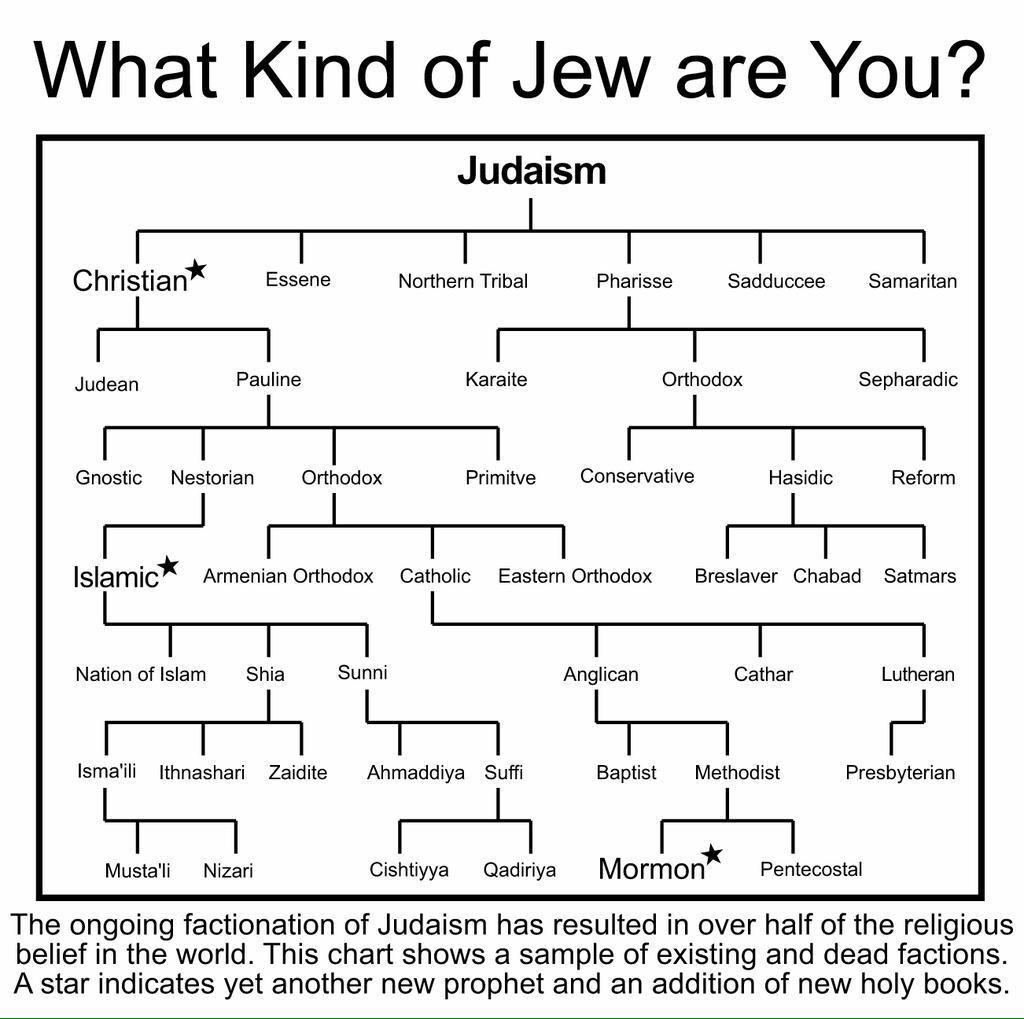 What Kind of Jew are You?
Judaism
Christian★ Essene Northern Tribal Pharisse Sadduccee Samaritan
Judean Pauline Karaite Orthodox Sepharadic
Gnostic Nestorian Orthodox Primitve Conservative Hasidic Reform
Islamic★ Armenian Orthodox Catholic Eastern Orthodox Breslaver Chabad Satmars
Nation of Islam Shia Sunni Anglican Cathar Lutheran
Isma'ili Ithnashari Zaidite Ahmaddiya Suffi Baptist Methodist Presbyterian
Musta'li Nizari Cishtiyya Qadiriya Mormon★ Pentecostal
The ongoing factionation of Judaism has resulted in over half of the religious
belief in the world. This chart shows a sample of existing and dead factions.
A star indicates yet another new prophet and an addition of new holy books.